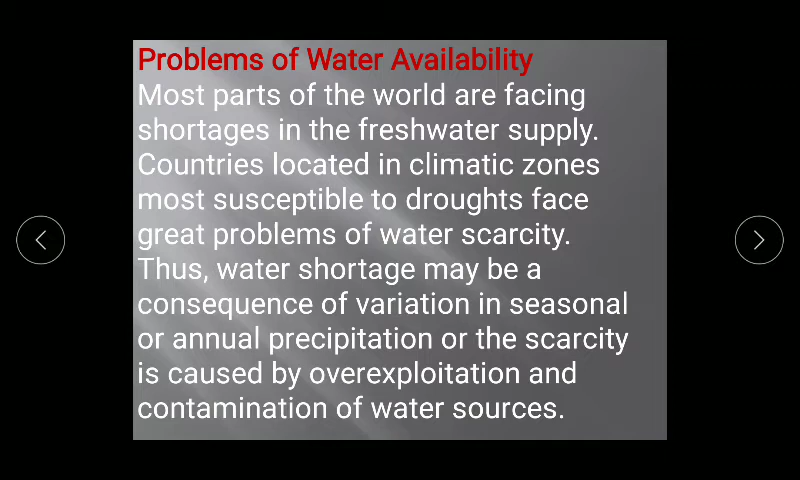 Problems of Water Availability
Most parts of the world are facing
shortages in the freshwater supply.
Countries located in climatic zones
most susceptible to droughts face
great problems of water scarcity.
Thus, water shortage may be a
consequence of variation in seasonal
or annual precipitation or the scarcity
is caused by overexploitation and
contamination of water sources.